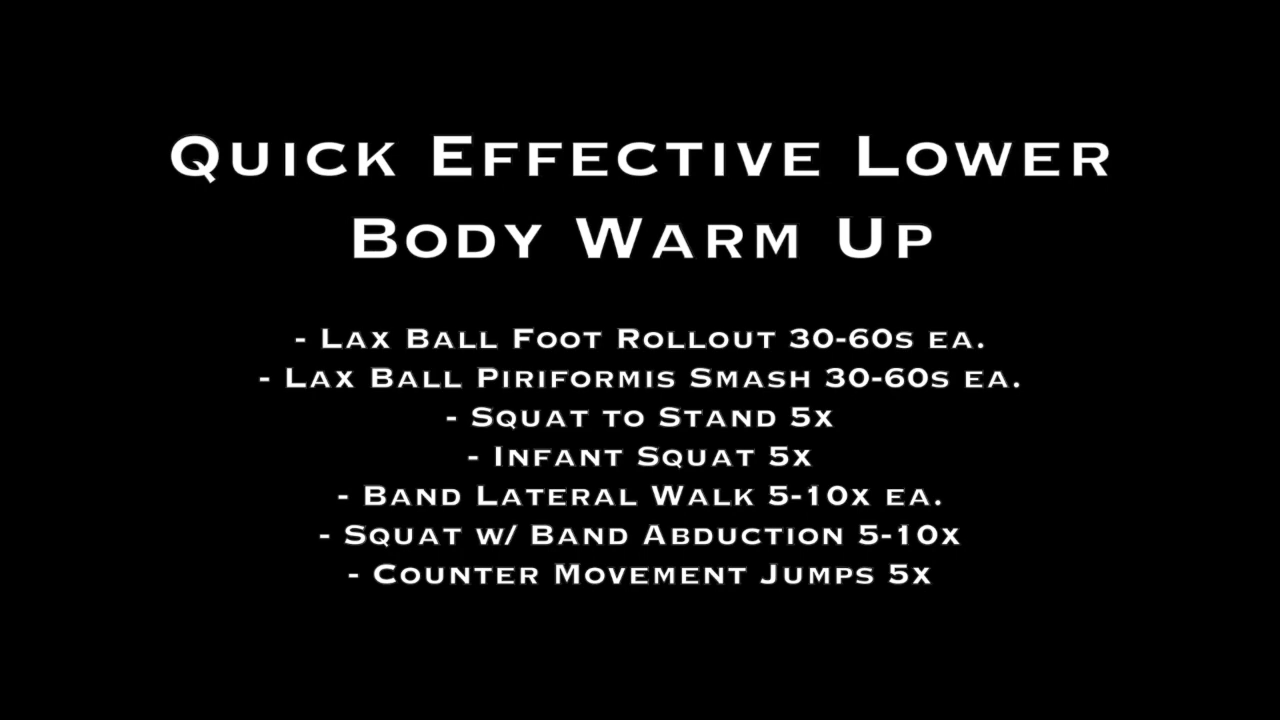 Quick Effective Lower
Body Warm Up
- Lax Ball Foot Rollout 30-60s ea.
- Lax Ball Piriformis Smash 30-60s ea.
- Squat to Stand 5x
- Infant Squat 5x
- Band Lateral Walk 5-10x ea.
- Squat w/ Band Abduction 5-10x
- Counter Movement Jumps 5x